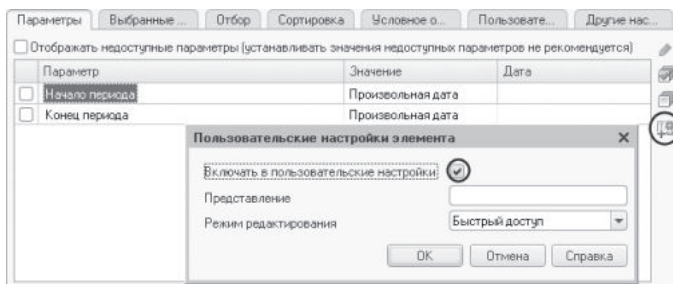 Параметры Выбранные ... Отбор Сортировка Условное о... Пользовате... Другие нас...
Отображать недоступные параметры (устанавливать значения недоступных параметров не рекомендуется)
Параметр Значение Дата
Начало периода Произвольная дата
Конец периода Произвольная дата
Пользовательские настройки элемента
Включать в пользовательские настройки
Представление
Режим редактирования Быстрый доступ
OK Отмена Справка